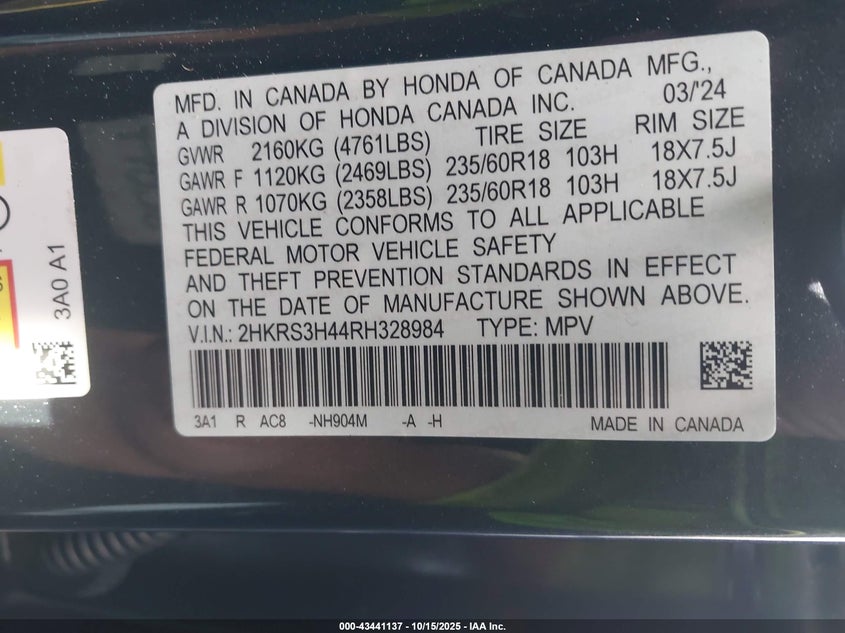 MFD. IN CANADA BY HONDA OF CANADA MFG.,
A DIVISION OF HONDA CANADA INC. 03/'24
GVWR 2160KG (4761LBS) TIRE SIZE RIM SIZE
GAWR F 1120KG (2469LBS) 235/60R18 103H 18X7.5J
GAWR R 1070KG (2358LBS) 235/60R18 103H 18X7.5J
THIS VEHICLE CONFORMS TO ALL APPLICABLE
FEDERAL MOTOR VEHICLE SAFETY
AND THEFT PREVENTION STANDARDS IN EFFECT
ON THE DATE OF MANUFACTURE SHOWN ABOVE.
V.I.N.: 2HKRS3H44RH328984 TYPE: MPV
3A1 R AC8 -NH904M -A -H MADE IN CANADA
3A0 A1
000-43441137 - 10/15/2025 - IAA Inc.